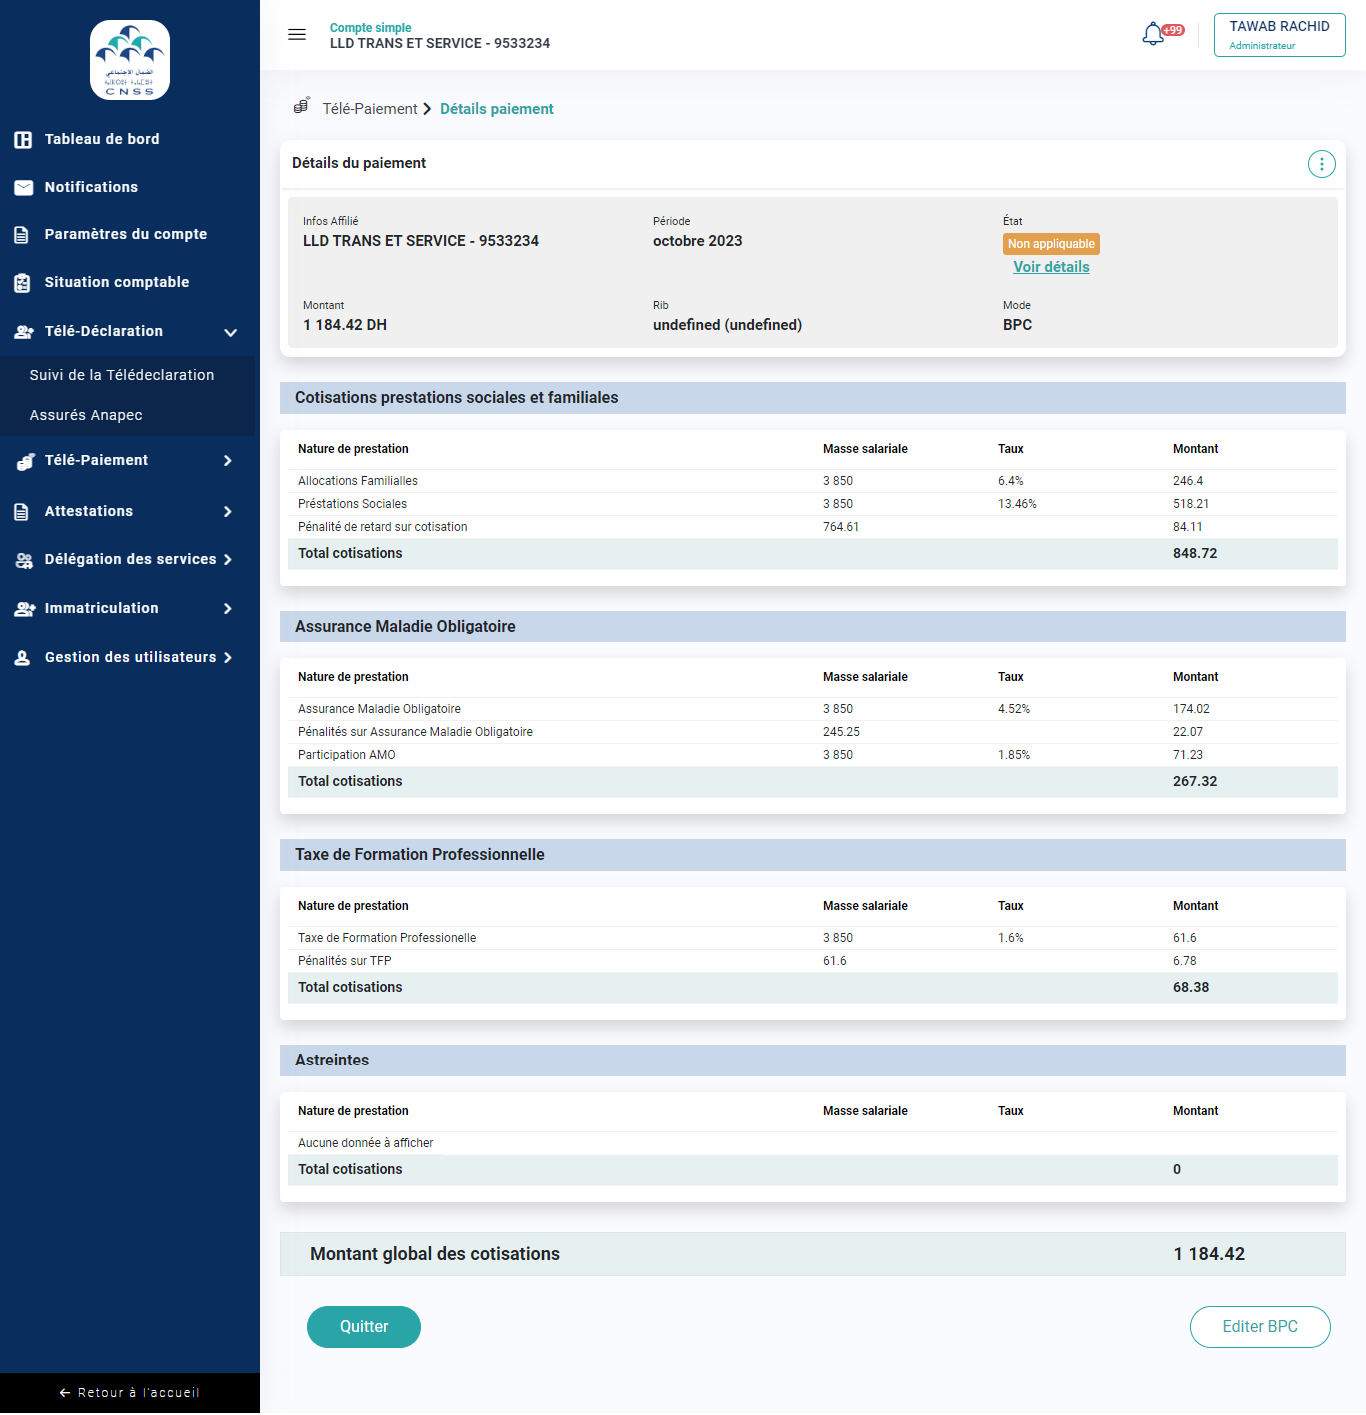 الضمان الإجتماعي
CNSS
Tableau de bord
Notifications
Paramètres du compte
Situation comptable
Télé-Déclaration
Suivi de la Télédeclaration
Assurés Anapec
Télé-Paiement
Attestations
Délégation des services
Immatriculation
Gestion des utilisateurs
← Retour à l'accueil
Compte simple
LLD TRANS ET SERVICE - 9533234
+99
TAWAB RACHID
Administrateur
Télé-Paiement > Détails paiement
Détails du paiement
Infos Affilié Période État
LLD TRANS ET SERVICE - 9533234 octobre 2023 Non appliquable
Voir détails
Montant Rib Mode
1 184.42 DH undefined (undefined) BPC
Cotisations prestations sociales et familiales
Nature de prestation Masse salariale Taux Montant
Allocations Familialles 3 850 6.4% 246.4
Préstations Sociales 3 850 13.46% 518.21
Pénalité de retard sur cotisation 764.61 84.11
Total cotisations 848.72
Assurance Maladie Obligatoire
Nature de prestation Masse salariale Taux Montant
Assurance Maladie Obligatoire 3 850 4.52% 174.02
Pénalités sur Assurance Maladie Obligatoire 245.25 22.07
Participation AMO 3 850 1.85% 71.23
Total cotisations 267.32
Taxe de Formation Professionnelle
Nature de prestation Masse salariale Taux Montant
Taxe de Formation Professionelle 3 850 1.6% 61.6
Pénalités sur TFP 61.6 6.78
Total cotisations 68.38
Astreintes
Nature de prestation Masse salariale Taux Montant
Aucune donnée à afficher
Total cotisations 0
Montant global des cotisations 1 184.42
Quitter Editer BPC